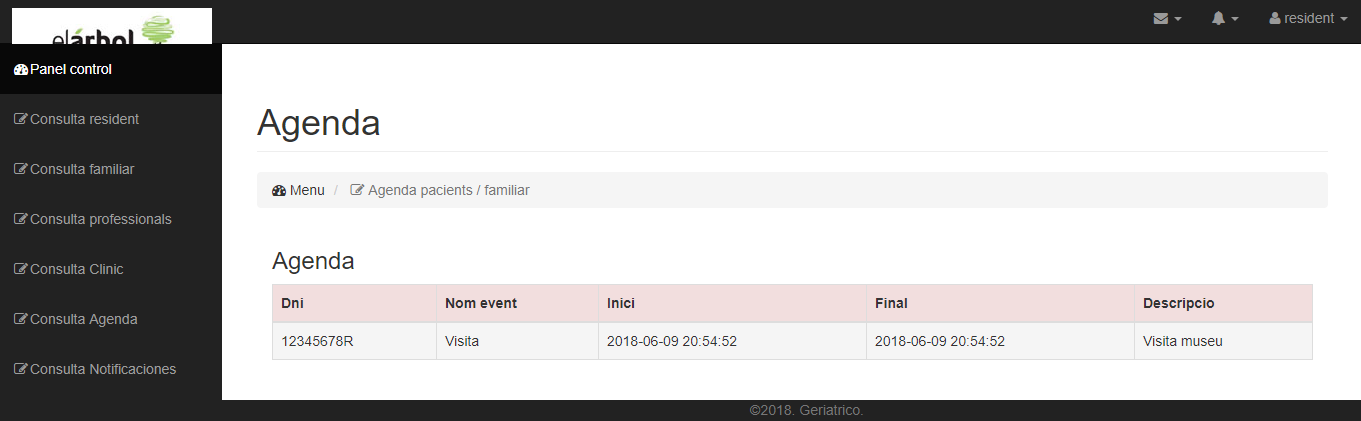 el árbol
resident
Panel control
Consulta resident
Consulta familiar
Consulta professionals
Consulta Clinic
Consulta Agenda
Consulta Notificaciones
Agenda
Menu / Agenda pacients / familiar
Agenda
Dni Nom event Inici Final Descripcio
12345678R Visita 2018-06-09 20:54:52 2018-06-09 20:54:52 Visita museu
©2018. Geriatrico.